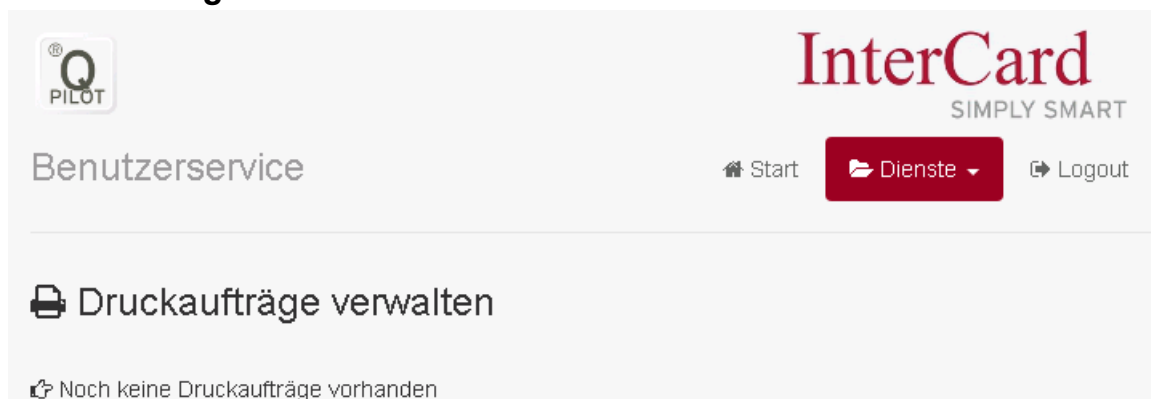 ® Q
PILOT
InterCard
SIMPLY SMART
Benutzerservice
Start
Dienste
Logout
Druckaufträge verwalten
Noch keine Druckaufträge vorhanden